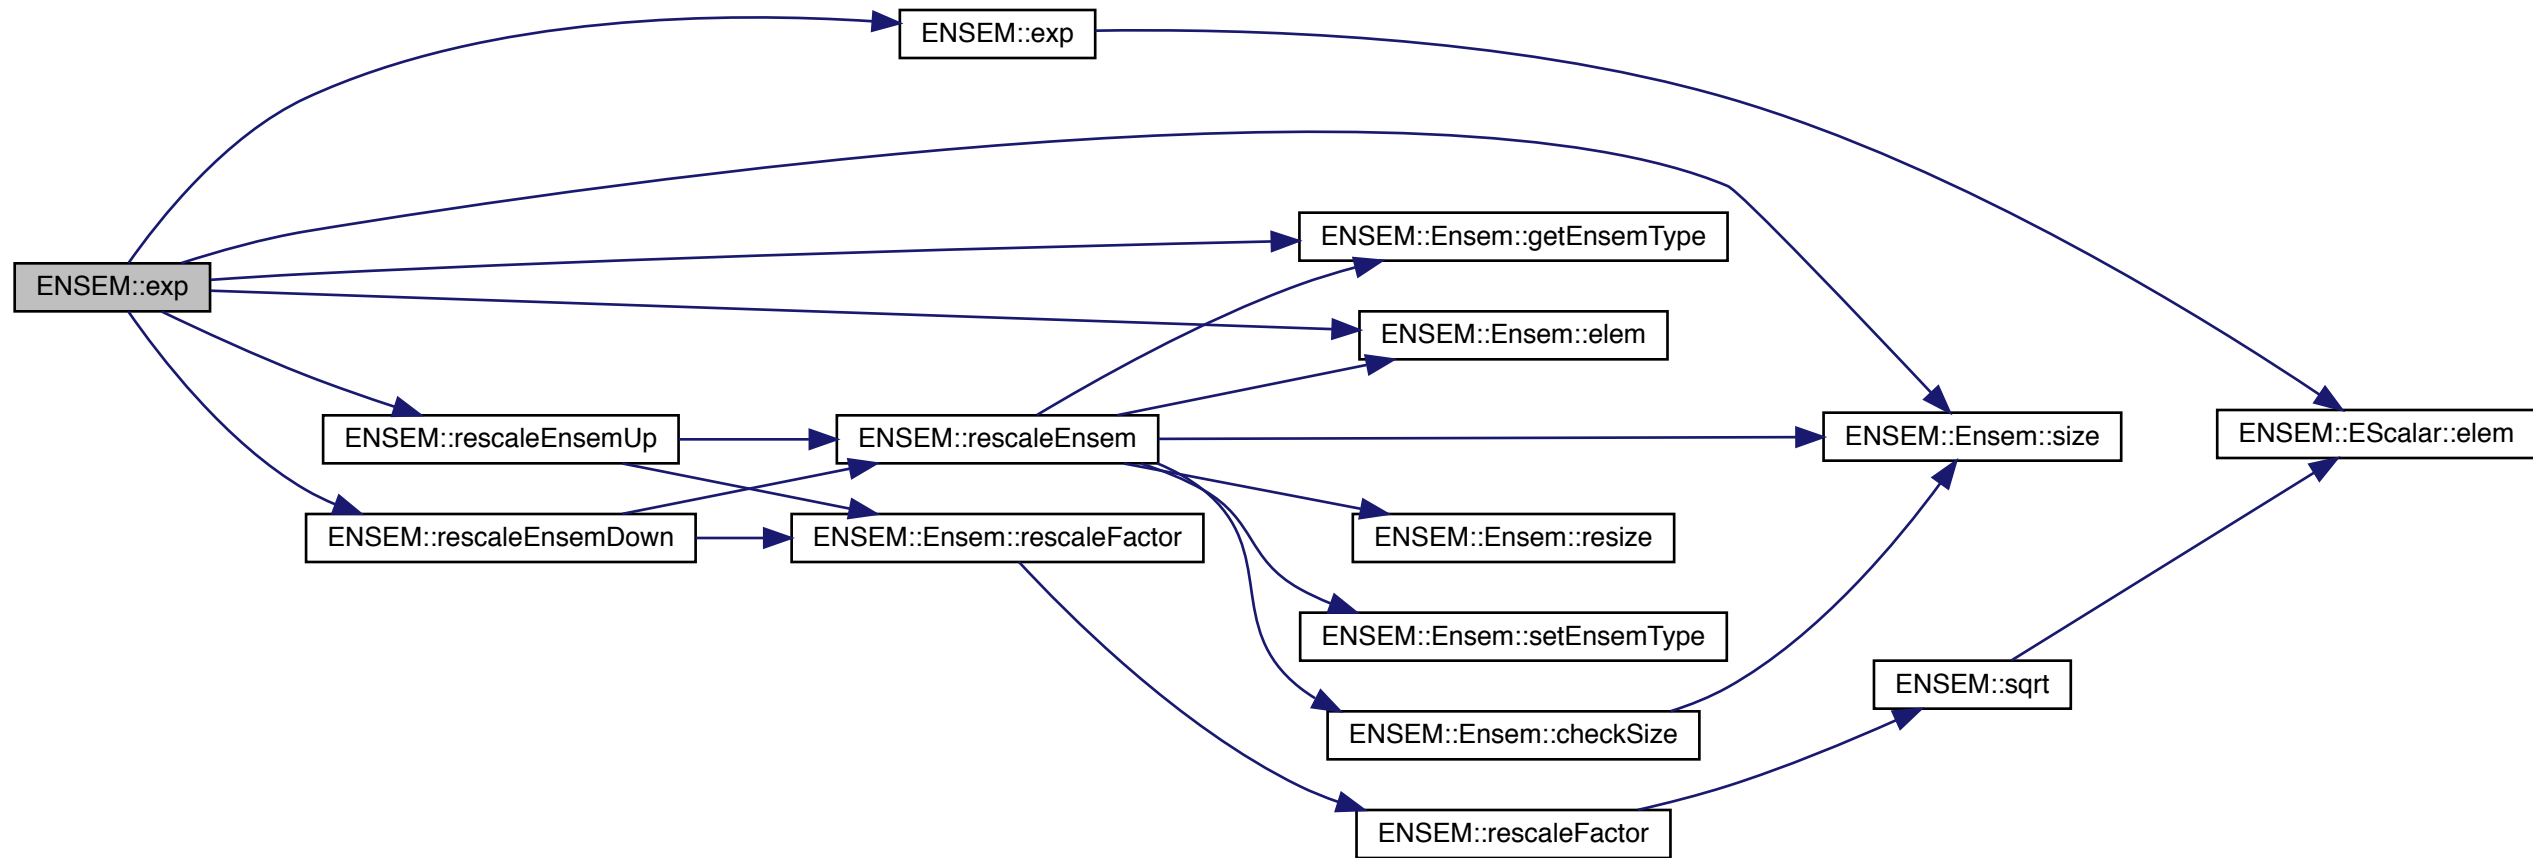 ENSEM::exp
ENSEM::exp
ENSEM::Ensem::getEnsemType
ENSEM::Ensem::elem
ENSEM::rescaleEnsemUp
ENSEM::rescaleEnsem
ENSEM::Ensem::size
ENSEM::EScalar::elem
ENSEM::rescaleEnsemDown
ENSEM::Ensem::rescaleFactor
ENSEM::Ensem::resize
ENSEM::Ensem::setEnsemType
ENSEM::sqrt
ENSEM::Ensem::checkSize
ENSEM::rescaleFactor